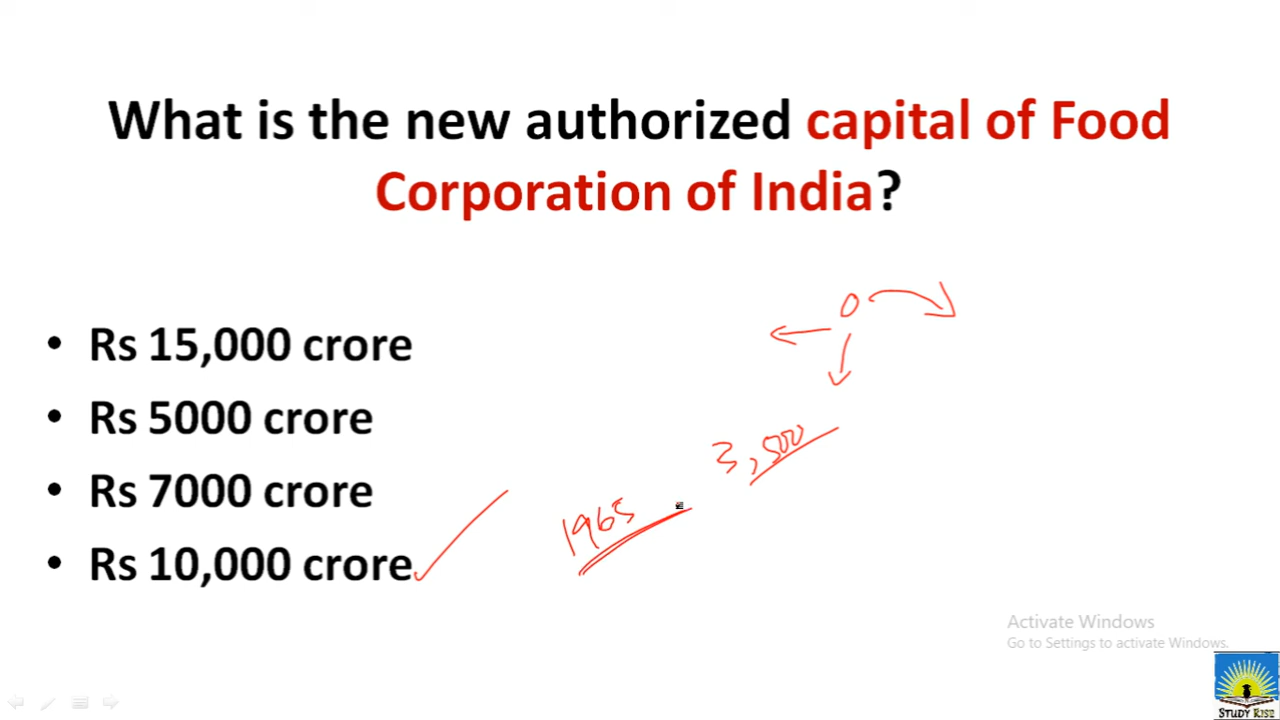 What is the new authorized capital of Food
Corporation of India?
• Rs 15,000 crore
• Rs 5000 crore
• Rs 7000 crore
• Rs 10,000 crore
3,500
1965
Activate Windows
Go to Settings to activate Windows.
STUDY RISE